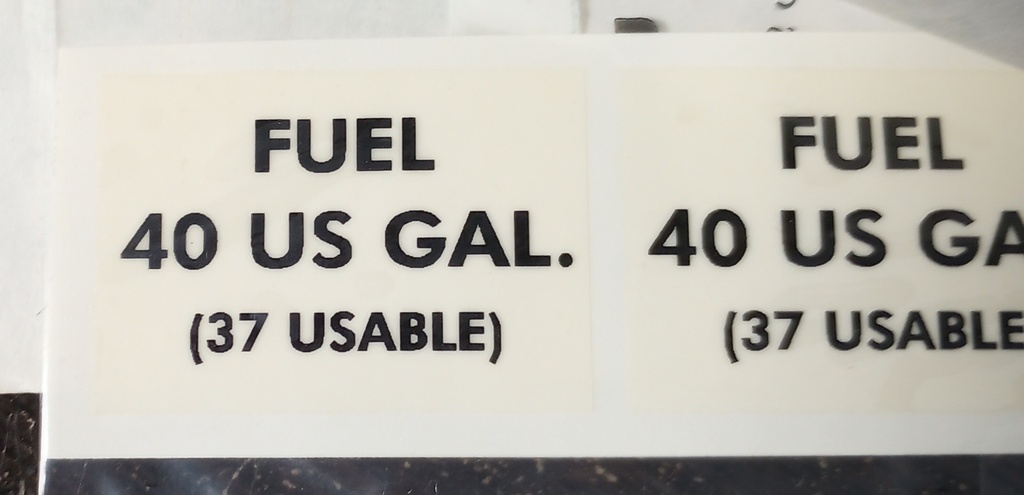 FUEL
40 US GAL.
(37 USABLE)
FUEL
40 US GA
(37 USABLE